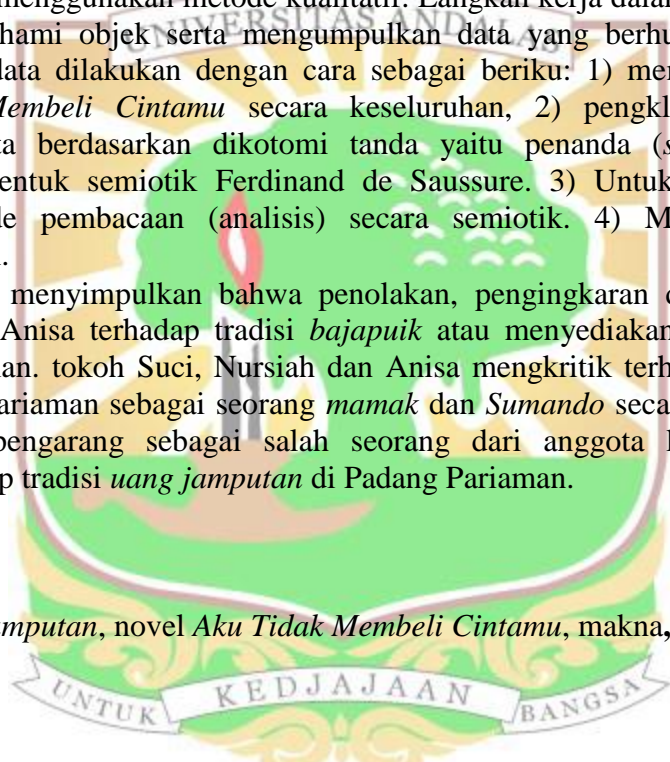 menggunakan metode kualitatif. Langkah kerja dalam
UNIVERSITAS ANDALAS
hami objek serta mengumpulkan data yang berhu
data dilakukan dengan cara sebagai beriku: 1) mer
Membeli Cintamu secara keseluruhan, 2) pengkl
ta berdasarkan dikotomi tanda yaitu penanda (s
entuk semiotik Ferdinand de Saussure. 3) Untuk
de pembacaan (analisis) secara semiotik. 4) M
menyimpulkan bahwa penolakan, pengingkaran
Anisa terhadap tradisi bajapuik atau menyediakan
an. tokoh Suci, Nursiah dan Anisa mengkritik terh
ariaman sebagai seorang mamak dan Sumando seca
pengarang sebagai salah seorang dari anggota
p tradisi uang jamputan di Padang Pariaman.
mputan, novel Aku Tidak Membeli Cintamu, makna,
UNTUK KEDJAJAAN BANGSA